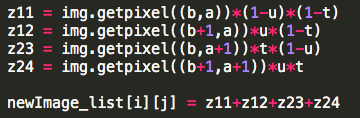 z11 = img.getpixel((b,a))*(1-u)*(1-t)
z12 = img.getpixel((b+1,a))*u*(1-t)
z23 = img.getpixel((b,a+1))*t*(1-u)
z24 = img.getpixel((b+1,a+1))*u*t
newImage_list[i][j] = z11+z12+z23+z24